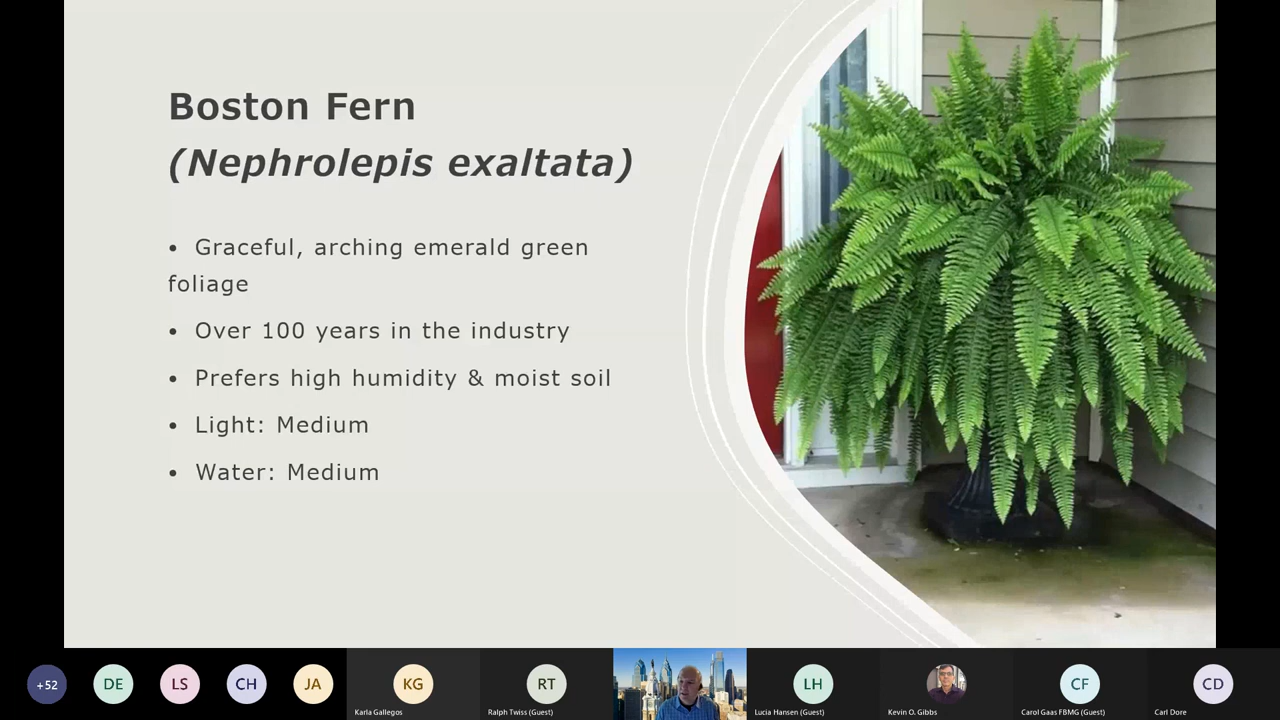 Boston Fern
(Nephrolepis exaltata)
• Graceful, arching emerald green
foliage
• Over 100 years in the industry
• Prefers high humidity & moist soil
• Light: Medium
• Water: Medium
+52
DE
LS
CH
JA
KG
RT
LH
CF
CD
Karla Gallegos
Ralph Twiss (Guest)
Lucia Hansen (Guest)
Kevin O. Gibbs
Carol Gaas FBMG (Guest)
Carl Dore